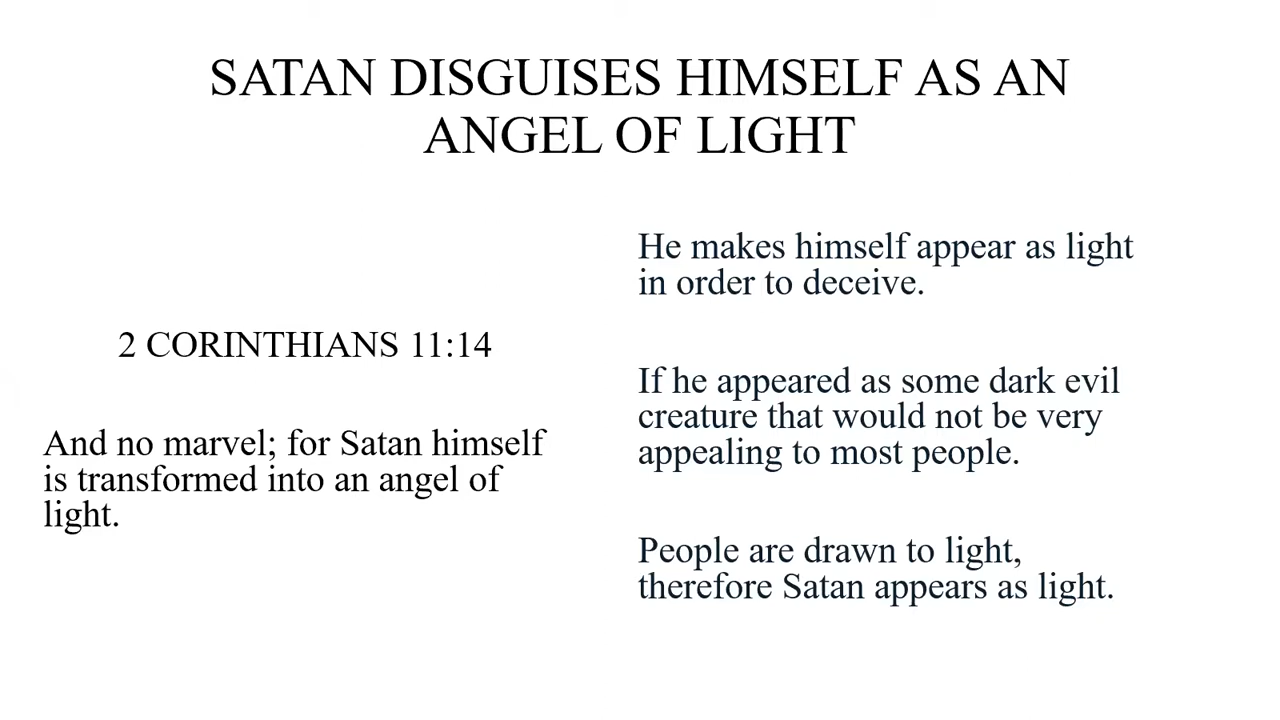 SATAN DISGUISES HIMSELF AS AN
ANGEL OF LIGHT
2 CORINTHIANS 11:14
And no marvel; for Satan himself
is transformed into an angel of
light.
He makes himself appear as light
in order to deceive.
If he appeared as some dark evil
creature that would not be very
appealing to most people.
People are drawn to light,
therefore Satan appears as light.